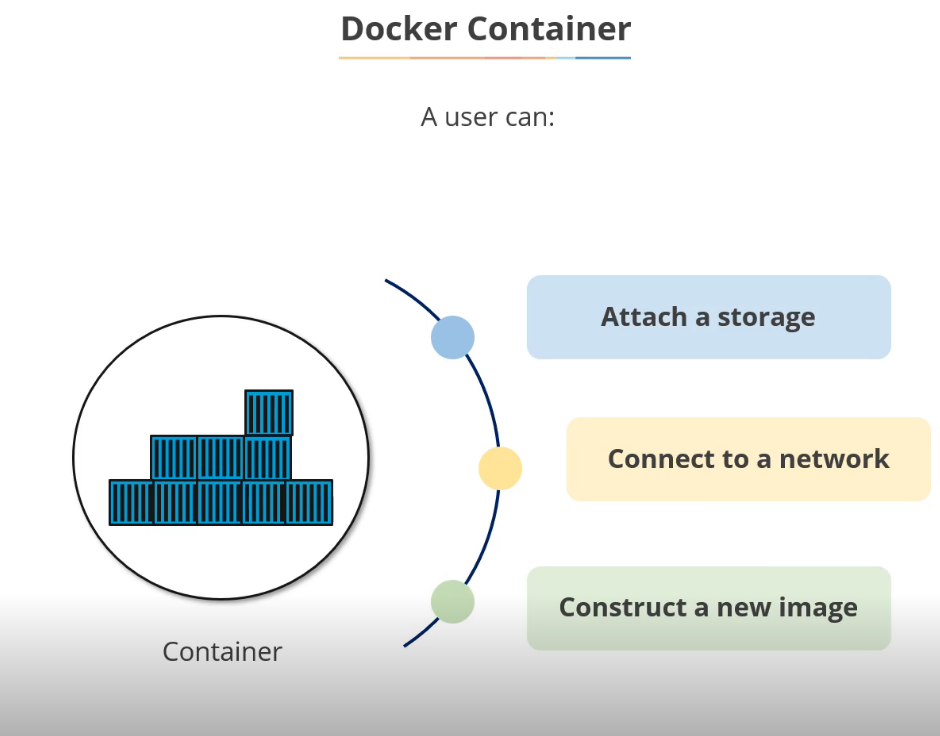 Docker Container
A user can:
Attach a storage
Connect to a network
Construct a new image
Container